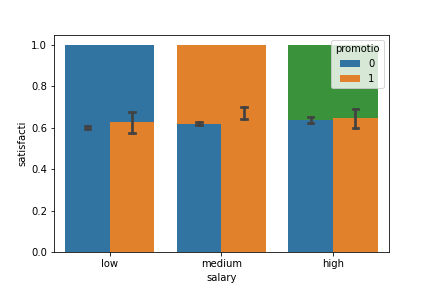 promotio
0
1
1.0
0.8
0.6
0.4
0.2
0.0
satisfacti
low
medium
high
salary